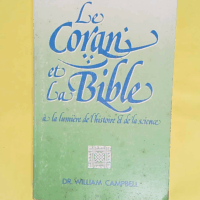 Le
Coran
et
La Bible
à la lumière de l'histoire et de la science
DR. WILLIAM CAMPBELL